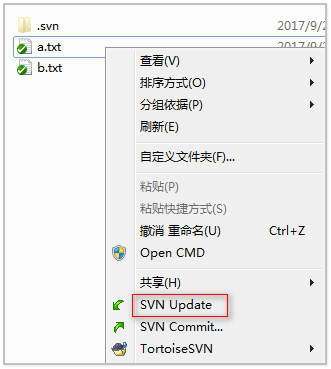 .svn 2017/9/2
a.txt 2017/9/2
b.txt
查看(V)
排序方式(O)
分组依据(P)
刷新(E)
自定义文件夹(F)...
粘贴(P)
粘贴快捷方式(S)
撤消 重命名(U) Ctrl+Z
Open CMD
共享(H)
SVN Update
SVN Commit...
TortoiseSVN